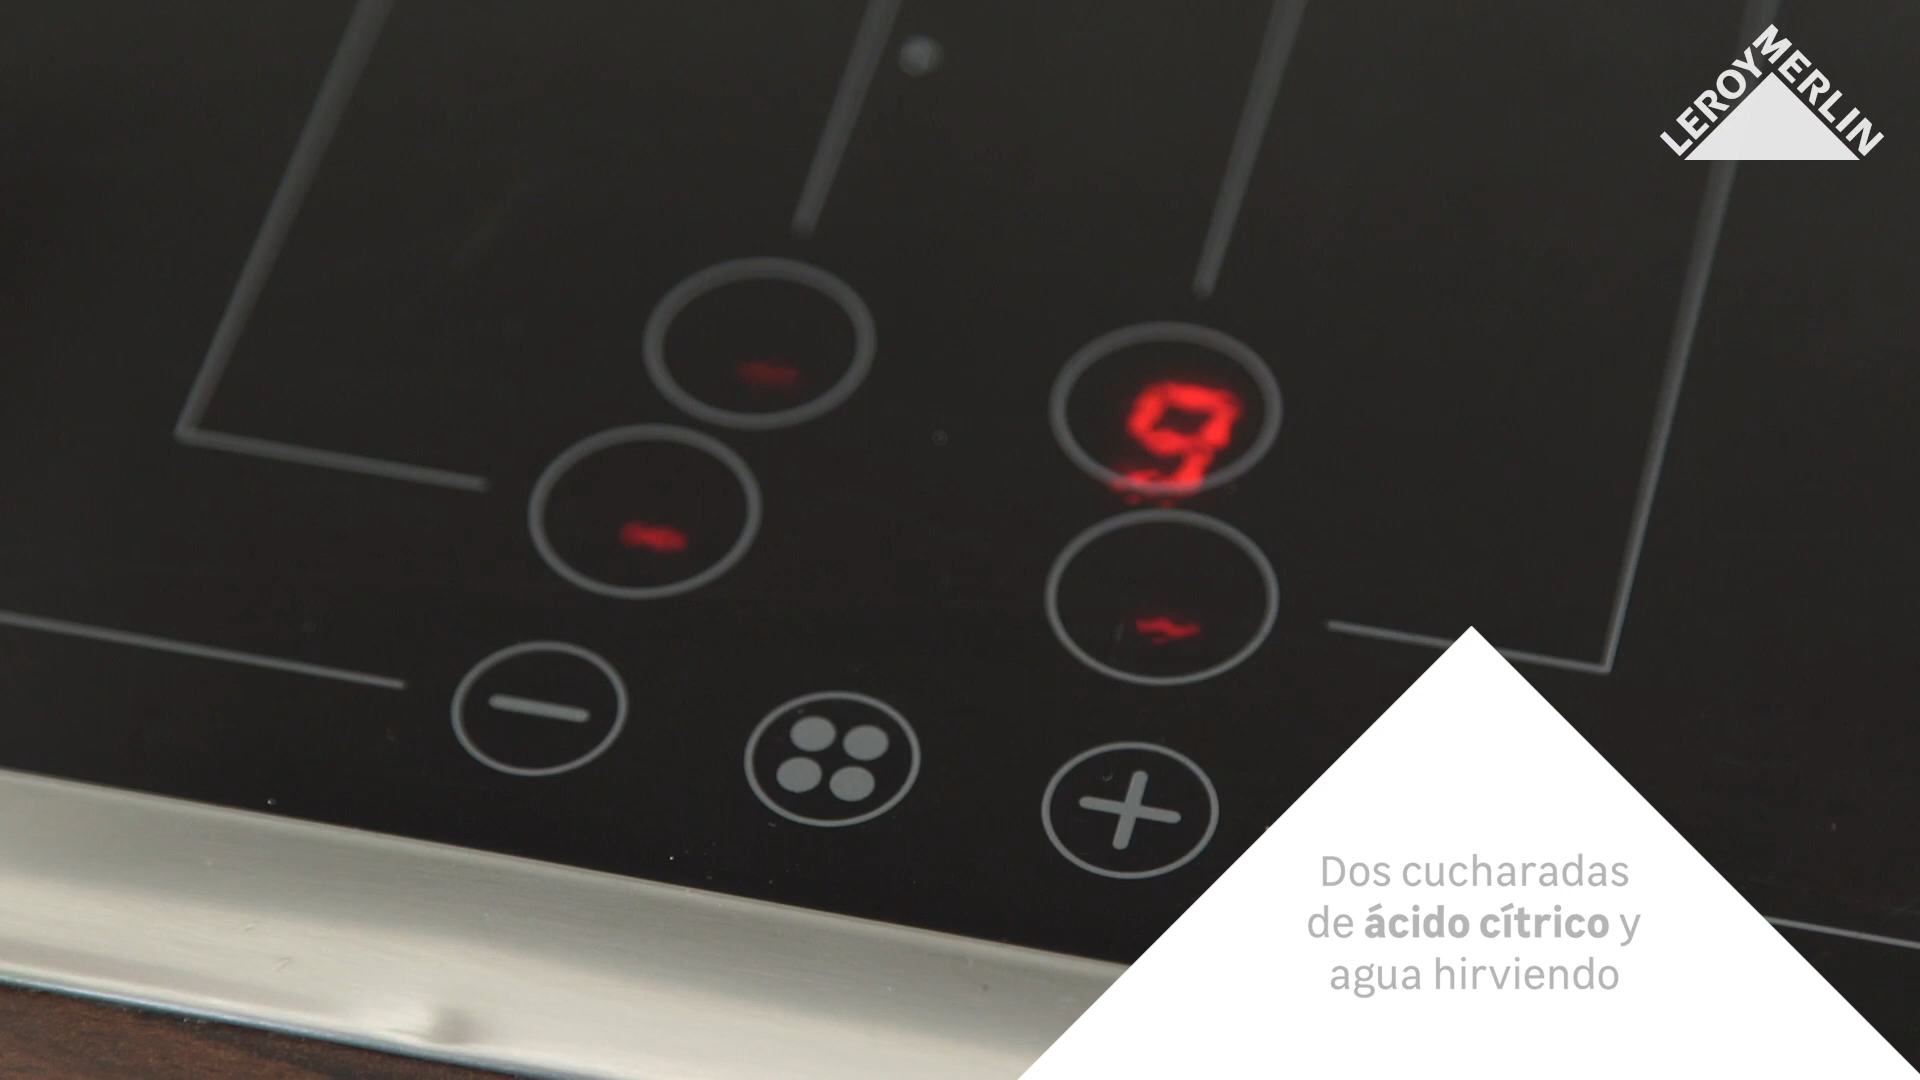 LEROY MERLIN
9
Dos cucharadas
de ácido cítrico y
agua hirviendo